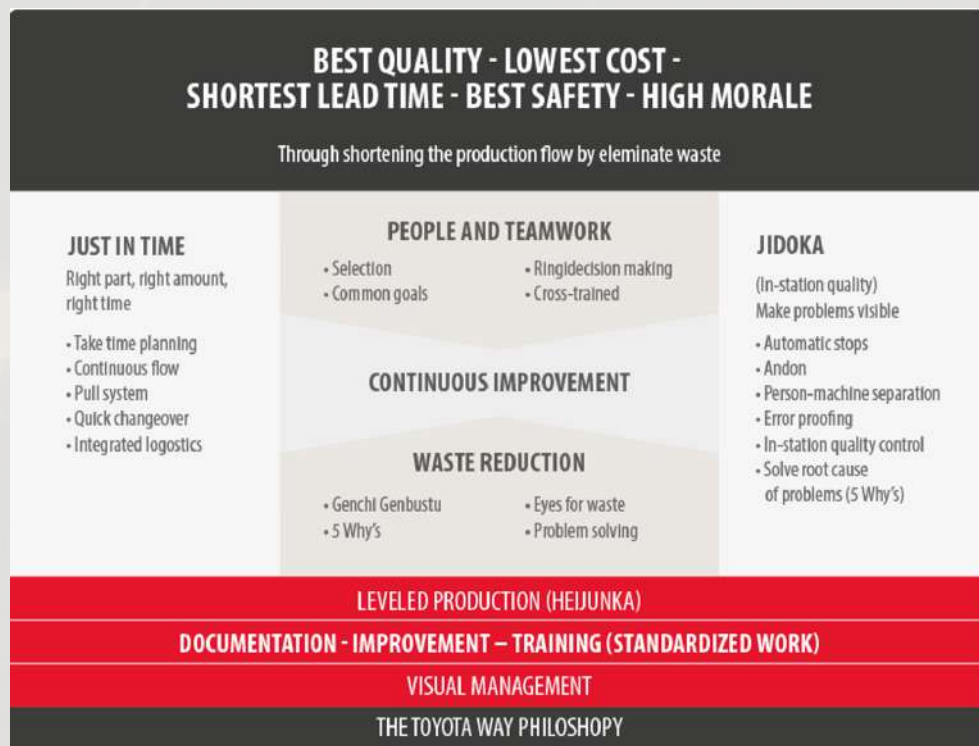 BEST QUALITY - LOWEST COST -
SHORTEST LEAD TIME - BEST SAFETY - HIGH MORALE
Through shortening the production flow by eleminate waste
JUST IN TIME
Right part, right amount,
right time
• Take time planning
• Continuous flow
• Pull system
• Quick changeover
• Integrated logostics
PEOPLE AND TEAMWORK
• Selection
• Common goals
• Ringidecision making
• Cross-trained
CONTINUOUS IMPROVEMENT
WASTE REDUCTION
• Genchi Genbustu
• 5 Why's
• Eyes for waste
• Problem solving
JIDOKA
(In-station quality)
Make problems visible
• Automatic stops
• Andon
• Person-machine separation
• Error proofing
• In-station quality control
• Solve root cause
of problems (5 Why's)
LEVELED PRODUCTION (HEIJUNKA)
DOCUMENTATION - IMPROVEMENT – TRAINING (STANDARDIZED WORK)
VISUAL MANAGEMENT
THE TOYOTA WAY PHILOSHOPY